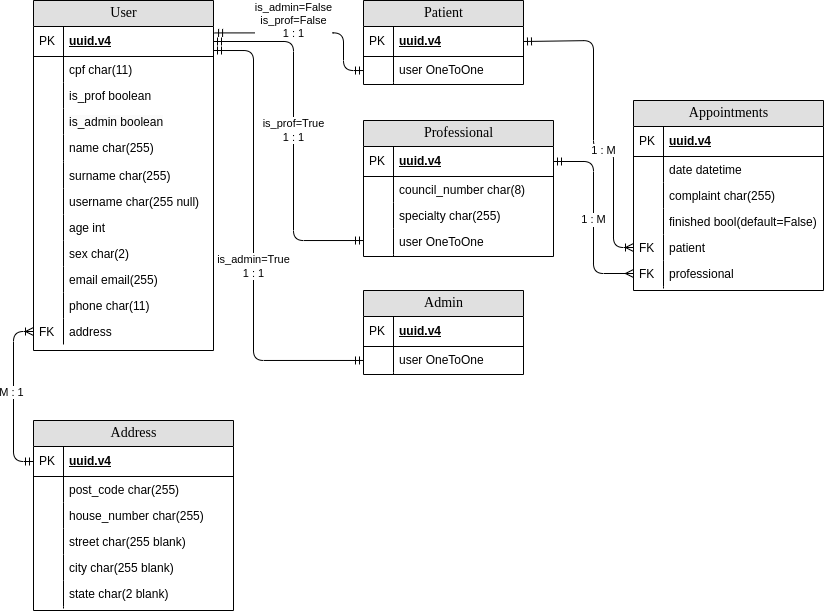 User
PK uuid.v4
cpf char(11)
is_prof boolean
is_admin boolean
name char(255)
surname char(255)
username char(255 null)
age int
sex char(2)
email email(255)
phone char(11)
FK address
is_admin=False
is_prof=False
1 : 1
is_prof=True
1 : 1
is_admin=True
1 : 1
M : 1
Patient
PK uuid.v4
user OneToOne
Professional
PK uuid.v4
council_number char(8)
specialty char(255)
user OneToOne
Admin
PK uuid.v4
user OneToOne
1 : M
1 : M
Appointments
PK uuid.v4
date datetime
complaint char(255)
finished bool(default=False)
FK patient
FK professional
Address
PK uuid.v4
post_code char(255)
house_number char(255)
street char(255 blank)
city char(255 blank)
state char(2 blank)